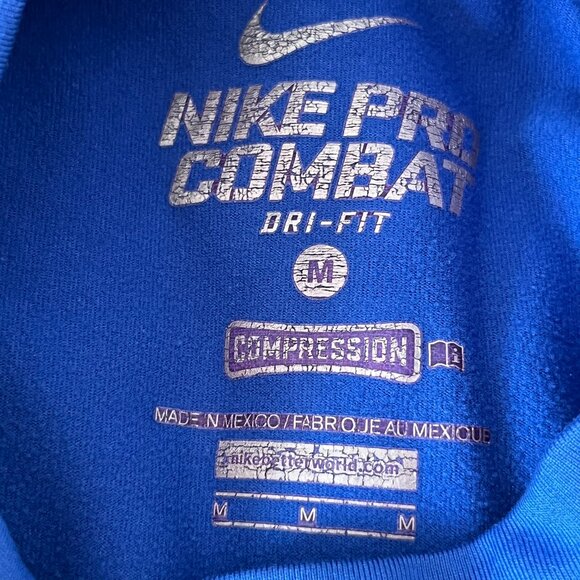 NIKE PRO
COMBAT
DRI-FIT
M
COMPRESSION
MADE IN MEXICO / FABRIQUE AU MEXIQUE
nikebetterworld.com
M M M